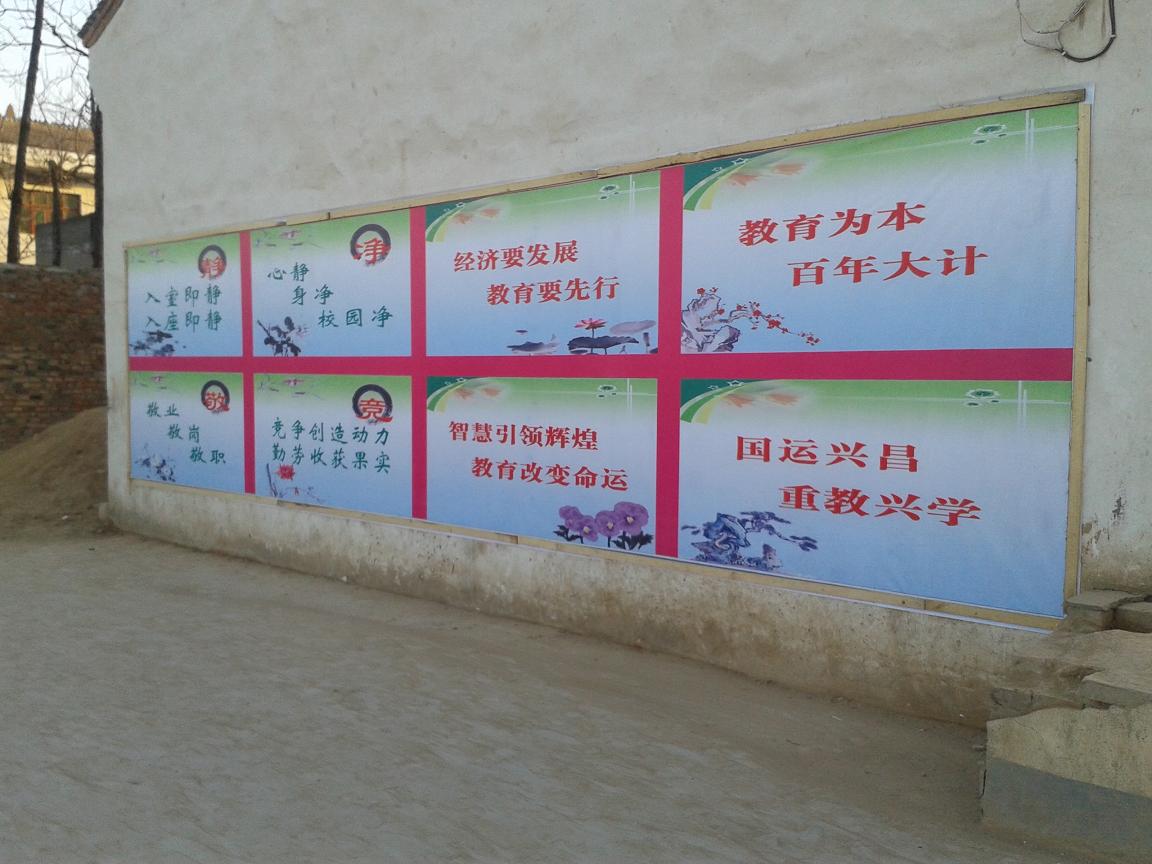 静
入室即静
入座即静
净
心静
身净
校园净
经济要发展
教育要先行
教育为本
百年大计
敬
敬业
敬岗
敬职
竞
竞争创造动力
勤劳收获果实
智慧引领辉煌
教育改变命运
国运兴昌
重教兴学